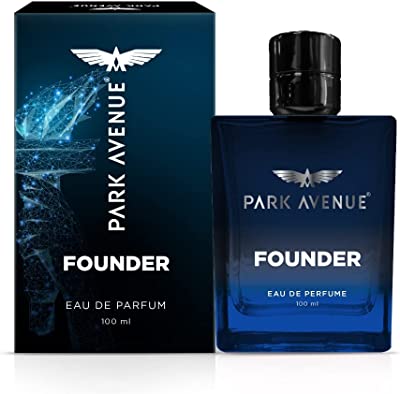 PARK AVENUE®
FOUNDER
EAU DE PARFUM
100 ml
PARK AVENUE®
FOUNDER
EAU DE PERFUME
100 ml